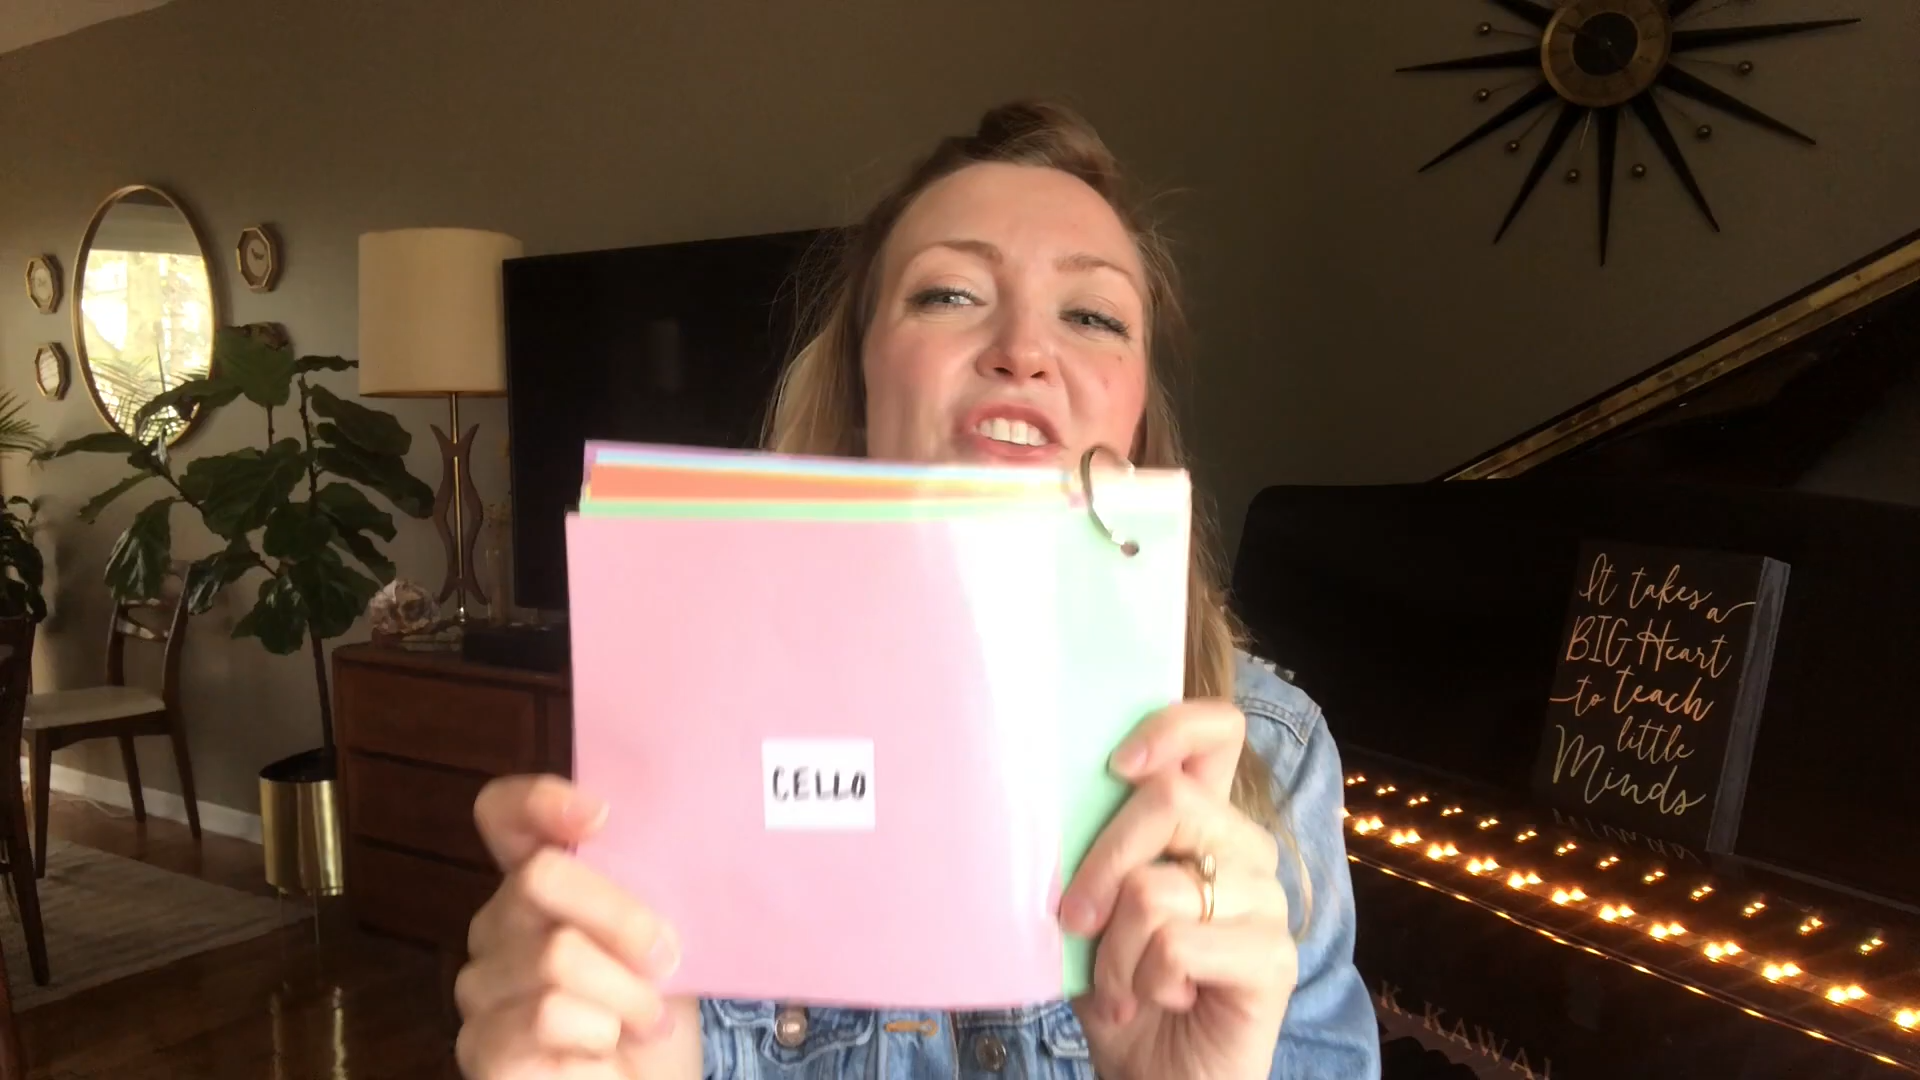 CELLO
It takes a
BIG Heart
to teach
little
Minds
K. KAWAI